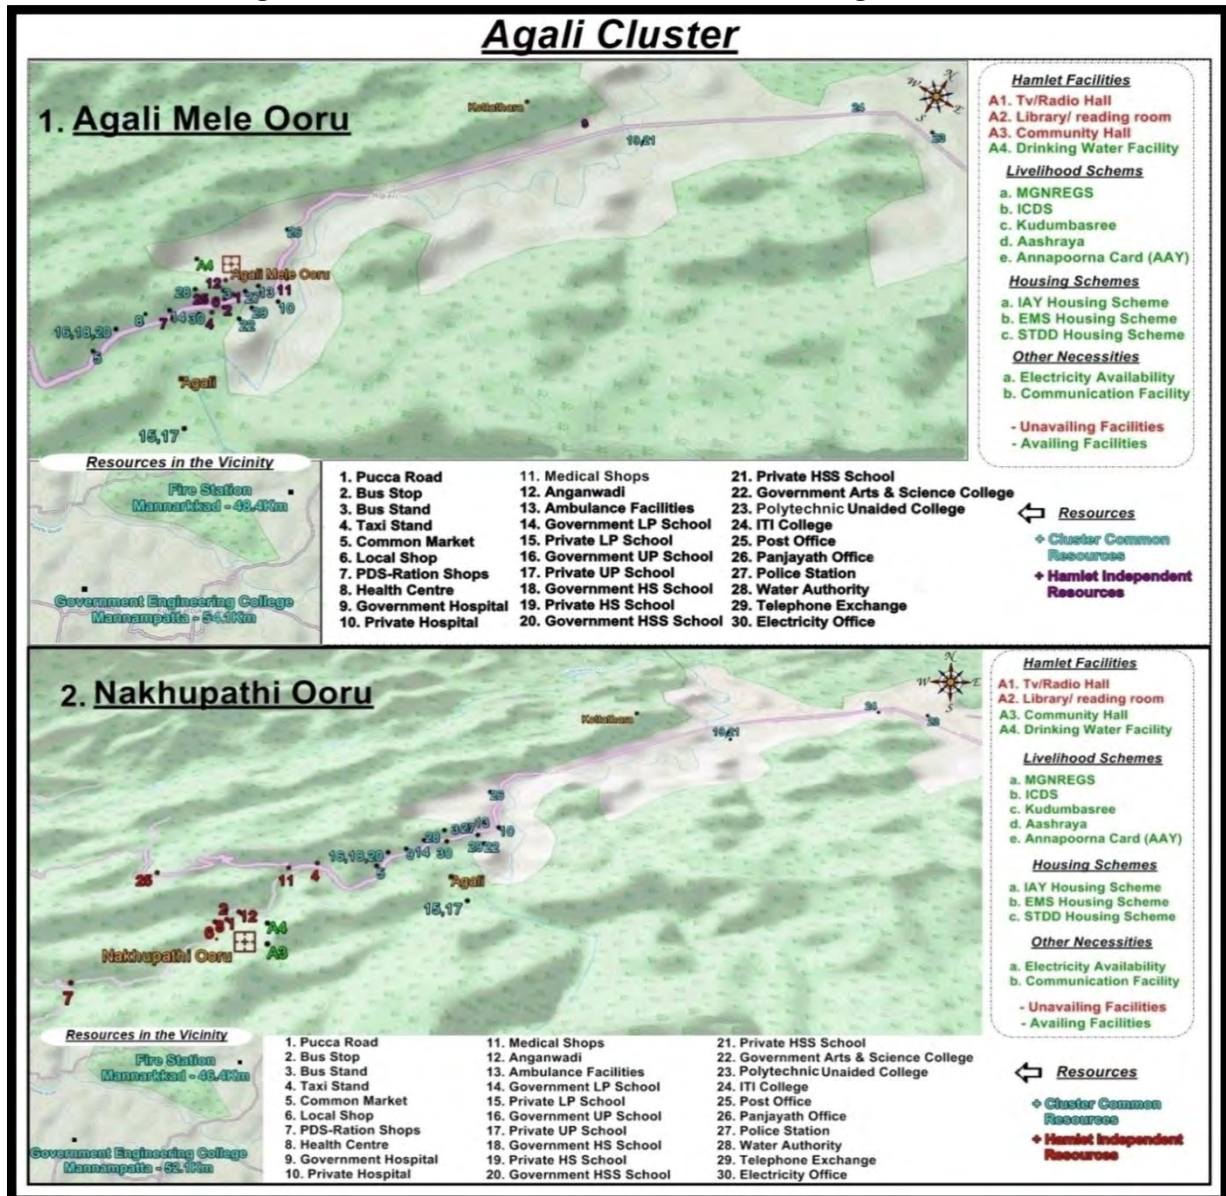 Agali Cluster
1. Agali Mele Ooru
Kottathara
9
19,21
24
23
26
A4
Agali Mele Ooru
12
28
25
6
3
1
27
13
11
2
29
10
22
16,18,20
8
7
14
30
4
5
Agali
15,17
N
W
E
S
Hamlet Facilities
A1. Tv/Radio Hall
A2. Library/ reading room
A3. Community Hall
A4. Drinking Water Facility
Livelihood Schems
a. MGNREGS
b. ICDS
c. Kudumbasree
d. Aashraya
e. Annapoorna Card (AAY)
Housing Schemes
a. IAY Housing Scheme
b. EMS Housing Scheme
c. STDD Housing Scheme
Other Necessities
a. Electricity Availability
b. Communication Facility
- Unavailing Facilities
- Availing Facilities
Resources in the Vicinity
Fire Station
Mannarkkad - 48.4Km
Government Engineering College
Mannampatta - 54.1Km
1. Pucca Road
2. Bus Stop
3. Bus Stand
4. Taxi Stand
5. Common Market
6. Local Shop
7. PDS-Ration Shops
8. Health Centre
9. Government Hospital
10. Private Hospital
11. Medical Shops
12. Anganwadi
13. Ambulance Facilities
14. Government LP School
15. Private LP School
16. Government UP School
17. Private UP School
18. Government HS School
19. Private HS School
20. Government HSS School
21. Private HSS School
22. Government Arts & Science College
23. Polytechnic Unaided College
24. ITI College
25. Post Office
26. Panjayath Office
27. Police Station
28. Water Authority
29. Telephone Exchange
30. Electricity Office
Resources
+ Cluster Common
Resources
+ Hamlet Independent
Resources
2. Nakhupathi Ooru
Kottathara
19,21
24
23
26
28
3
27
13
10
16,18,20
9
14
30
29
22
5
Agali
15,17
25
11
4
2
12
1
6
A4
A3
Nakhupathi Ooru
7
N
W
E
S
Hamlet Facilities
A1. Tv/Radio Hall
A2. Library/ reading room
A3. Community Hall
A4. Drinking Water Facility
Livelihood Schemes
a. MGNREGS
b. ICDS
c. Kudumbasree
d. Aashraya
e. Annapoorna Card (AAY)
Housing Schemes
a. IAY Housing Scheme
b. EMS Housing Scheme
c. STDD Housing Scheme
Other Necessities
a. Electricity Availability
b. Communication Facility
- Unavailing Facilities
- Availing Facilities
Resources in the Vicinity
Fire Station
Mannarkkad - 46.4Km
Government Engineering College
Mannampatta - 52.1Km
1. Pucca Road
2. Bus Stop
3. Bus Stand
4. Taxi Stand
5. Common Market
6. Local Shop
7. PDS-Ration Shops
8. Health Centre
9. Government Hospital
10. Private Hospital
11. Medical Shops
12. Anganwadi
13. Ambulance Facilities
14. Government LP School
15. Private LP School
16. Government UP School
17. Private UP School
18. Government HS School
19. Private HS School
20. Government HSS School
21. Private HSS School
22. Government Arts & Science College
23. Polytechnic Unaided College
24. ITI College
25. Post Office
26. Panjayath Office
27. Police Station
28. Water Authority
29. Telephone Exchange
30. Electricity Office
Resources
+ Cluster Common
Resources
+ Hamlet Independent
Resources